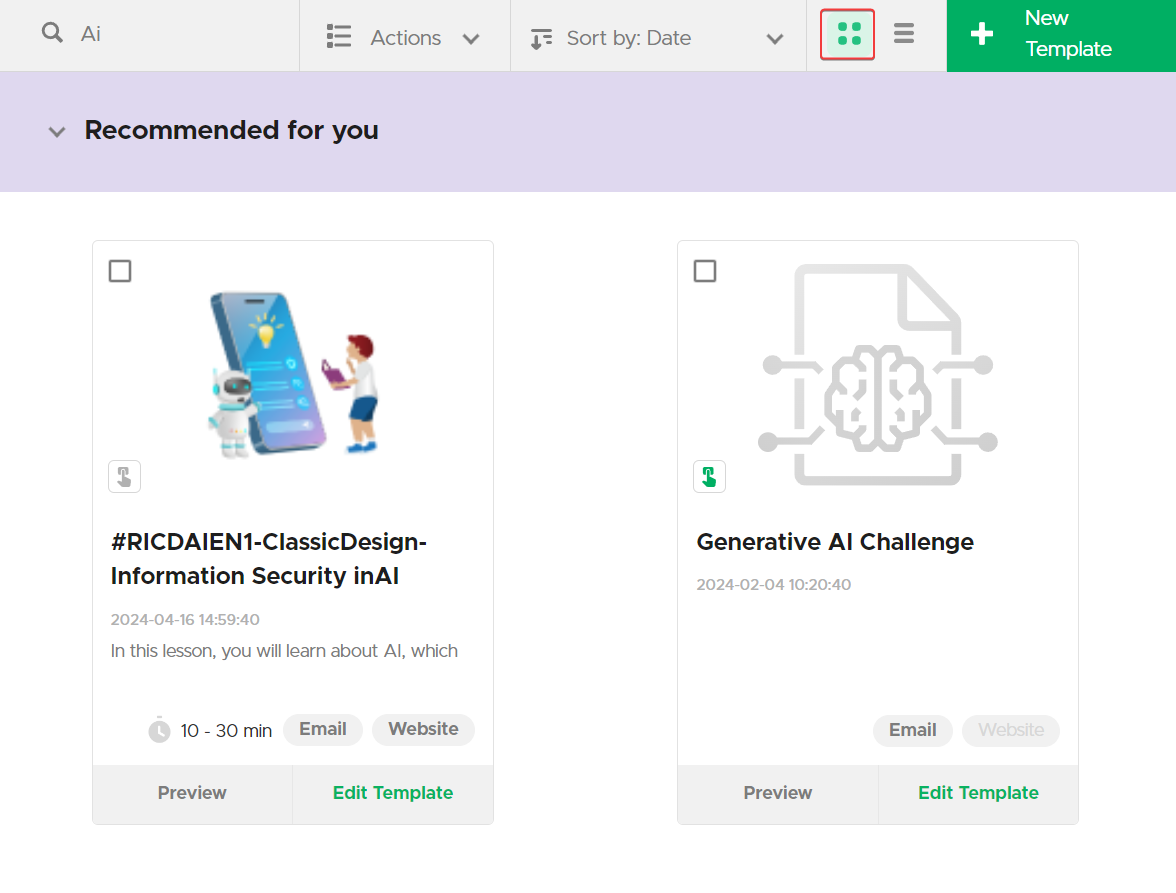 Ai
Actions
Sort by: Date
New
Template
Recommended for you
#RICDAIEN1-ClassicDesign-
Information Security inAI
2024-04-16 14:59:40
In this lesson, you will learn about AI, which
10 - 30 min
Email
Website
Preview
Edit Template
Generative AI Challenge
2024-02-04 10:20:40
Email
Website
Preview
Edit Template